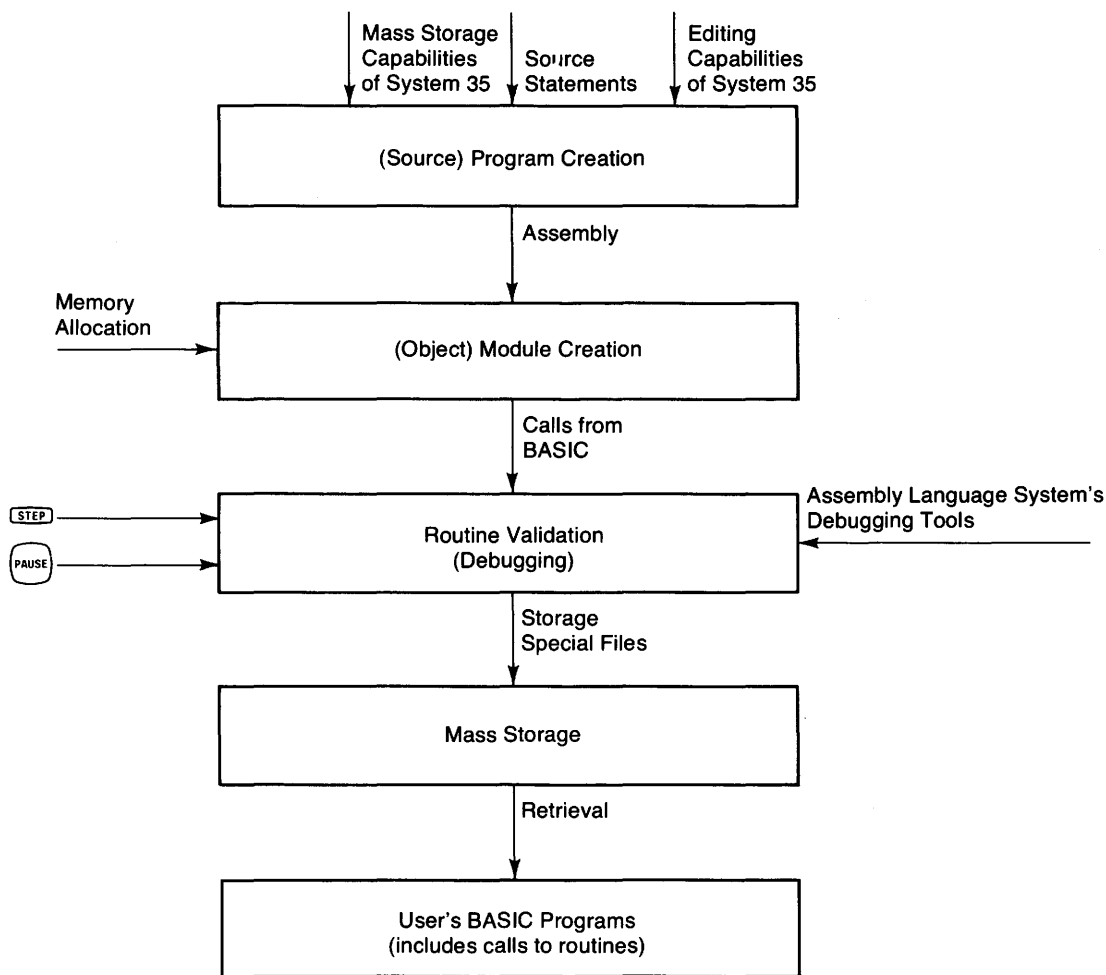 Mass Storage
Capabilities
of System 35
Source
Statements
Editing
Capabilities
of System 35
(Source) Program Creation
Assembly
Memory
Allocation
(Object) Module Creation
Calls from
BASIC
STEP
PAUSE
Routine Validation
(Debugging)
Assembly Language System's
Debugging Tools
Storage
Special Files
Mass Storage
Retrieval
User's BASIC Programs
(includes calls to routines)